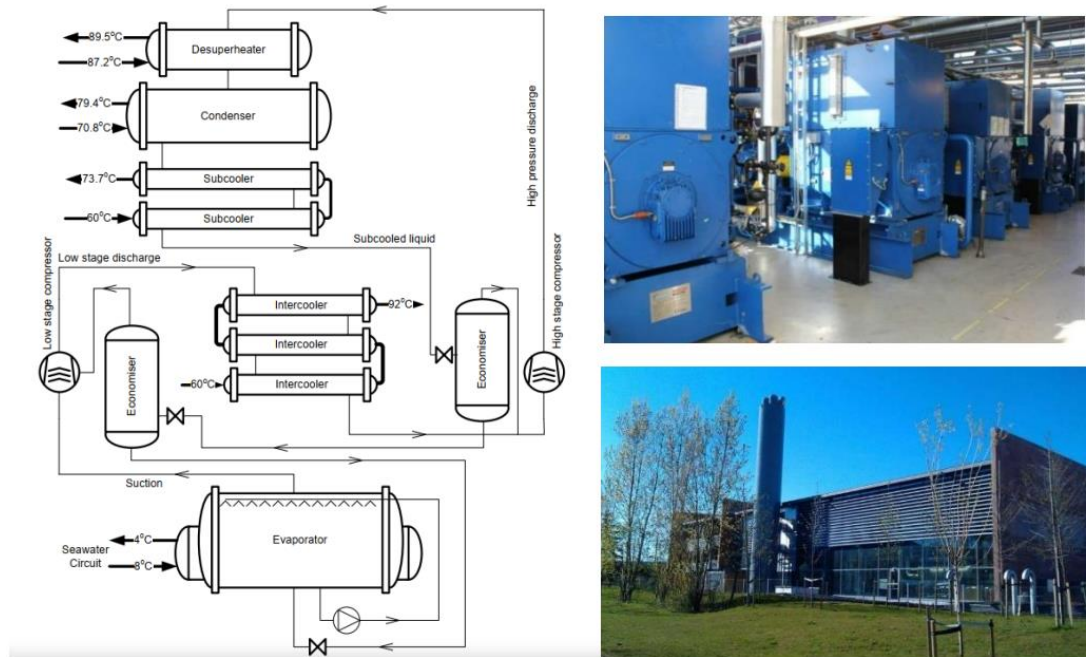 89.5°C
Desuperheater
87.2°C
79.4°C
Condenser
70.8°C
73.7°C
Subcooler
60°C
Subcooler
High pressure discharge
Subcooled liquid
Low stage discharge
Low stage compressor
Intercooler
92°C
Intercooler
60°C
Intercooler
Economiser
Economiser
High stage compressor
Suction
4°C
Seawater
Circuit
8°C
Evaporator